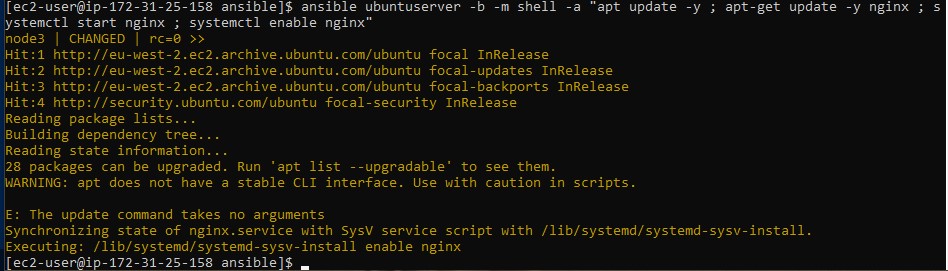 [ec2-user@ip-172-31-25-158 ansible]$ ansible ubuntuserver -b -m shell -a "apt update -y ; apt-get update -y nginx ; s
ystemctl start nginx ; systemctl enable nginx"
node3 | CHANGED | rc=0 >>
Hit:1 http://eu-west-2.ec2.archive.ubuntu.com/ubuntu focal InRelease
Hit:2 http://eu-west-2.ec2.archive.ubuntu.com/ubuntu focal-updates InRelease
Hit:3 http://eu-west-2.ec2.archive.ubuntu.com/ubuntu focal-backports InRelease
Hit:4 http://security.ubuntu.com/ubuntu focal-security InRelease
Reading package lists...
Building dependency tree...
Reading state information...
28 packages can be upgraded. Run 'apt list --upgradable' to see them.
WARNING: apt does not have a stable CLI interface. Use with caution in scripts.
E: The update command takes no arguments
Synchronizing state of nginx.service with SysV service script with /lib/systemd/systemd-sysv-install.
Executing: /lib/systemd/systemd-sysv-install enable nginx
[ec2-user@ip-172-31-25-158 ansible]$